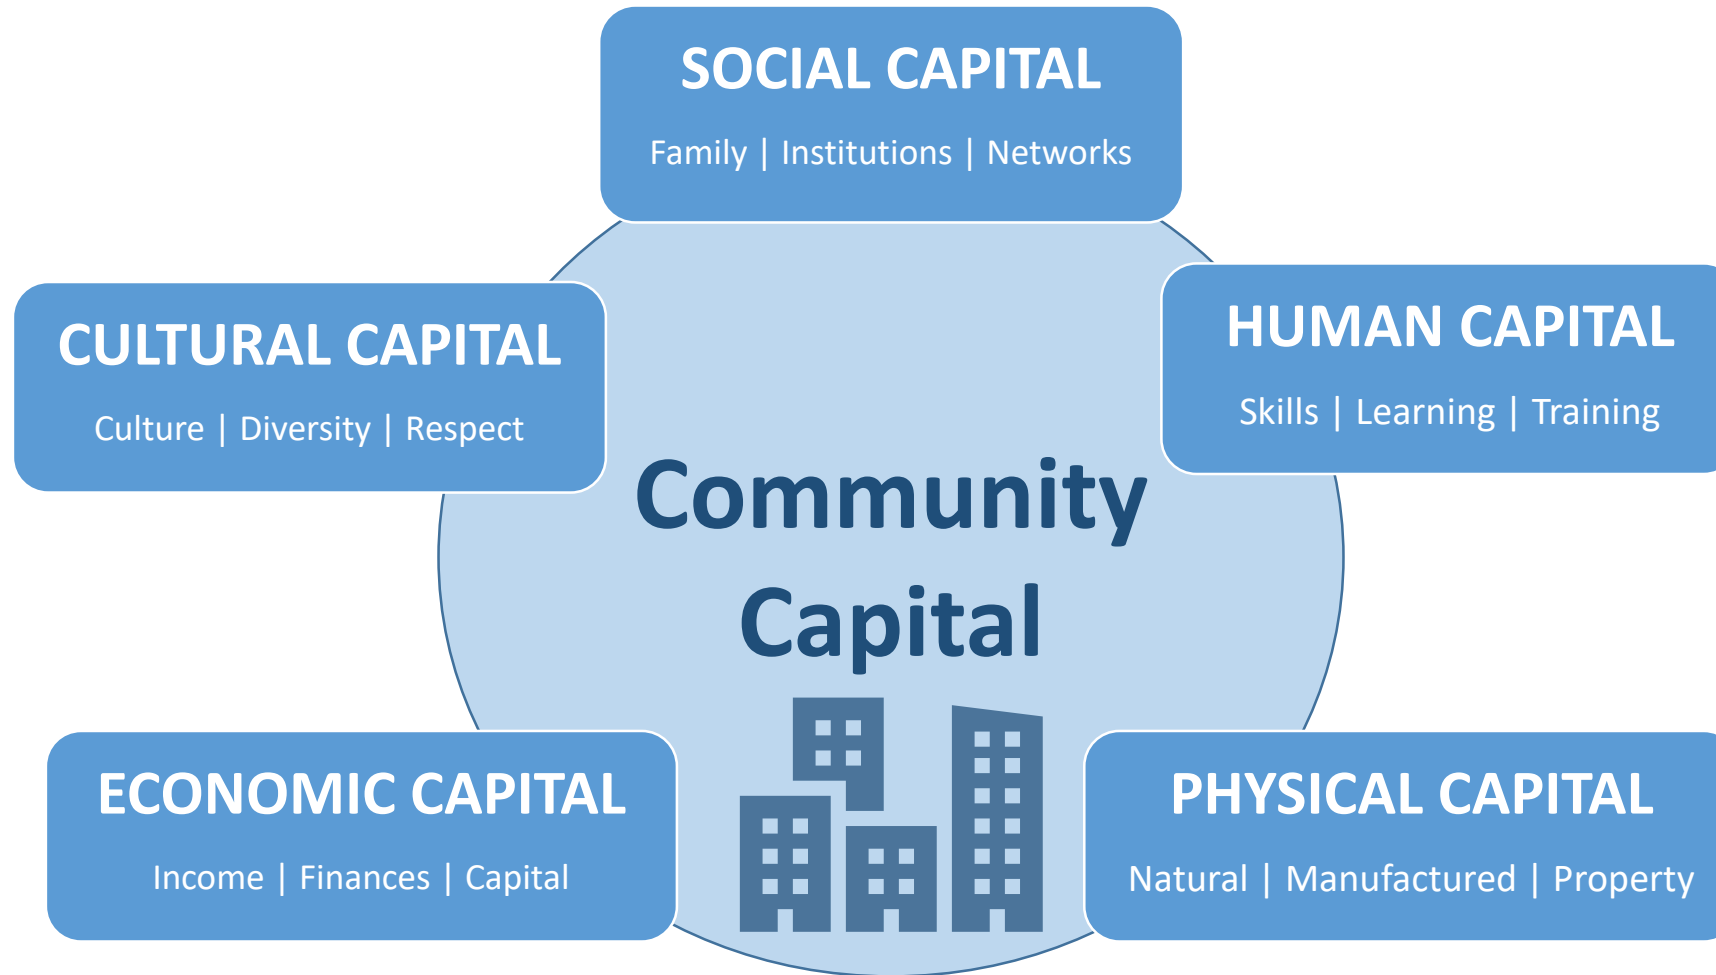 SOCIAL CAPITAL
Family | Institutions | Networks
CULTURAL CAPITAL
Culture | Diversity | Respect
HUMAN CAPITAL
Skills | Learning | Training
Community
Capital
ECONOMIC CAPITAL
Income | Finances | Capital
PHYSICAL CAPITAL
Natural | Manufactured | Property